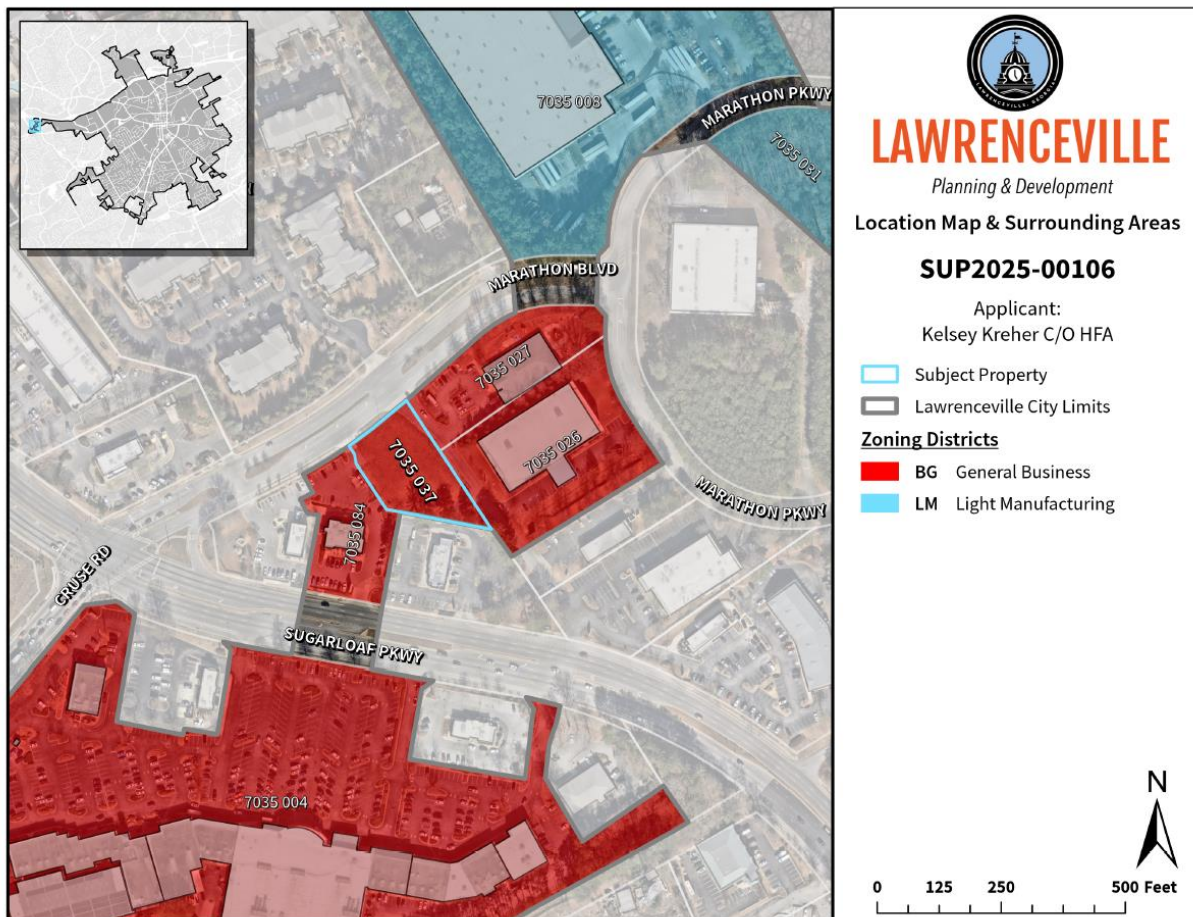 7035 008
MARATHON PKWY
7035 031
MARATHON BLVD
7035 027
7035 026
7035 037
7035 084
MARATHON PKWY
CRUSE RD
SUGARLOAF PKWY
7035 004
LAWRENCEVILLE, GEORGIA
LAWRENCEVILLE
Planning & Development
Location Map & Surrounding Areas
SUP2025-00106
Applicant:
Kelsey Kreher C/O HFA
Subject Property
Lawrenceville City Limits
Zoning Districts
BG General Business
LM Light Manufacturing
N
0 125 250 500 Feet